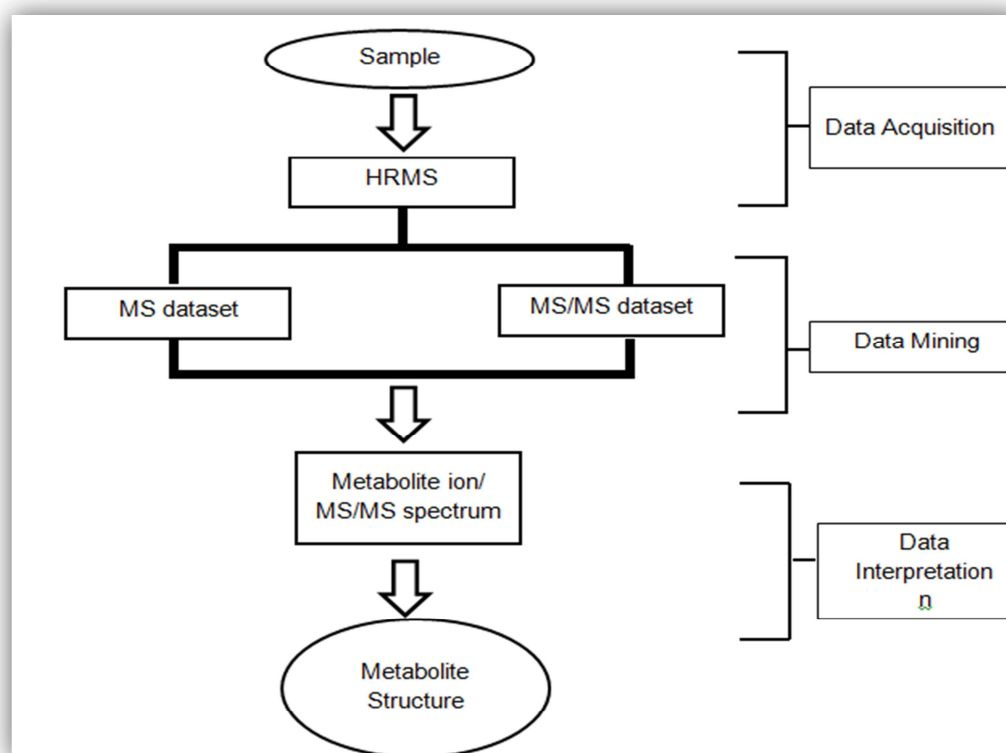 Sample
Data Acquisition
HRMS
MS dataset
MS/MS dataset
Data Mining
Metabolite ion/
MS/MS spectrum
Data
Interpretation
n
Metabolite
Structure